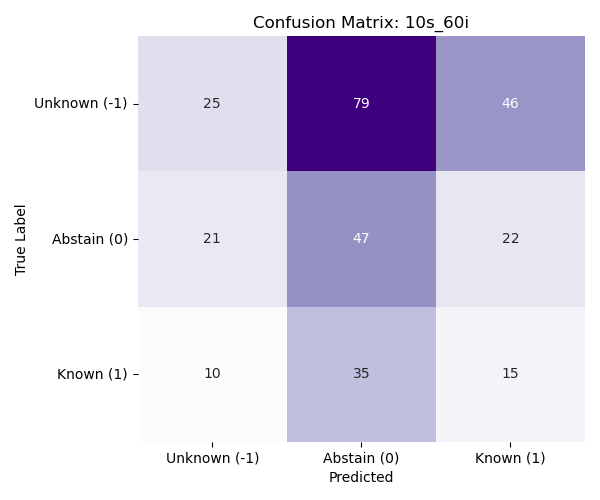 Confusion Matrix: 10s_60i
True Label
Unknown (-1) 25 79 46
Abstain (0) 21 47 22
Known (1) 10 35 15
Unknown (-1) Abstain (0) Known (1)
Predicted